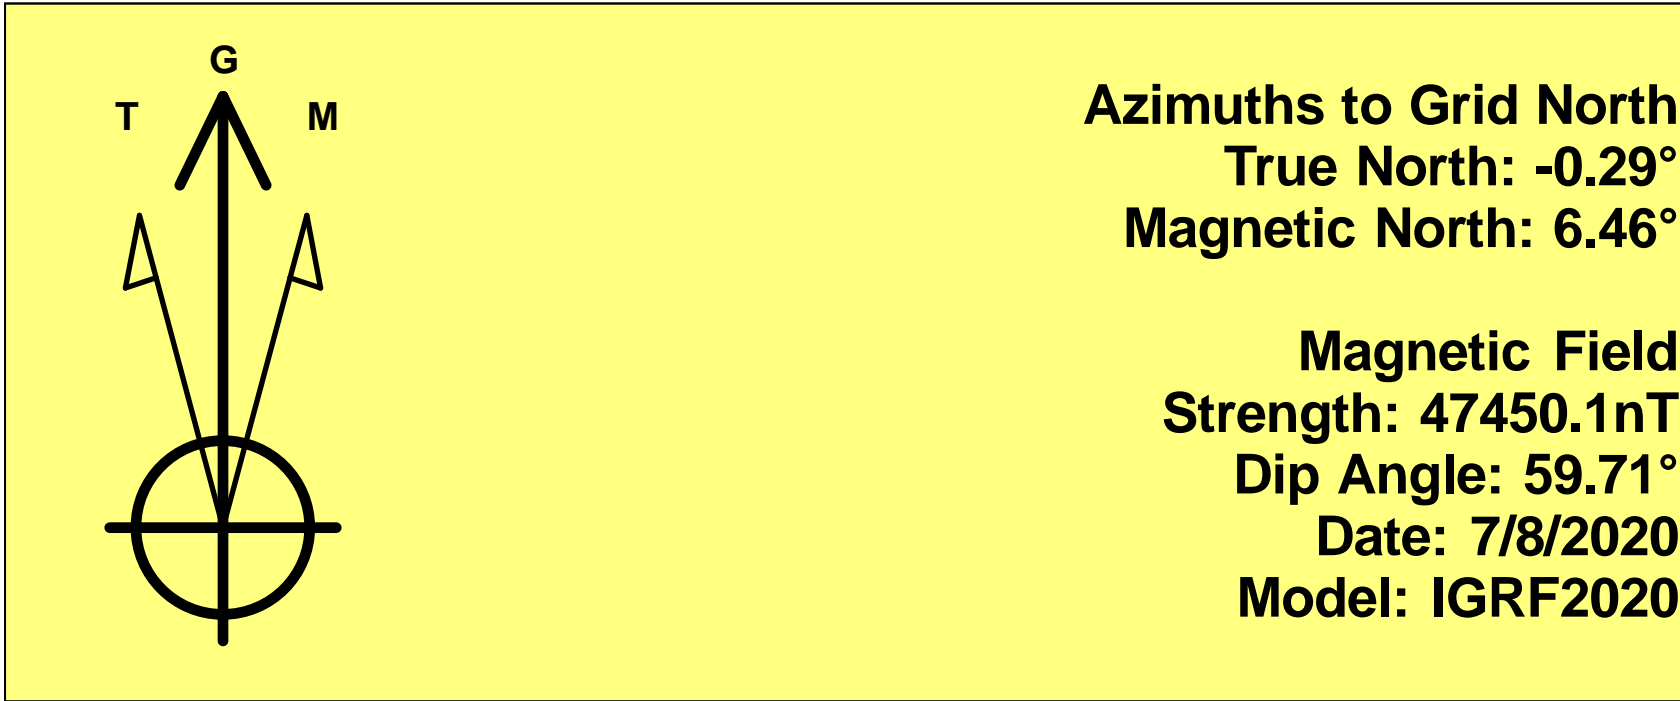 G
T
M
Azimuths to Grid North
True North: -0.29°
Magnetic North: 6.46°
Magnetic Field
Strength: 47450.1nT
Dip Angle: 59.71°
Date: 7/8/2020
Model: IGRF2020